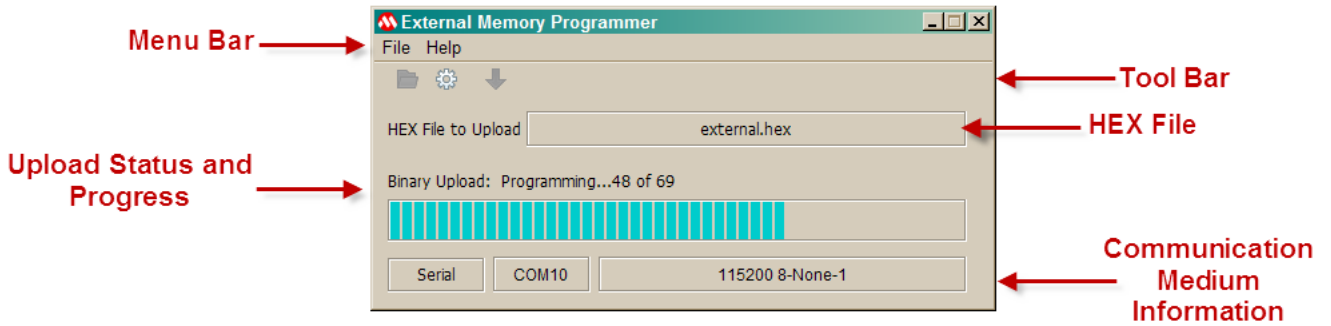 External Memory Programmer
Menu Bar
File Help
Tool Bar
HEX File to Upload external.hex
HEX File
Upload Status and
Progress
Binary Upload: Programming...48 of 69
Serial COM10 115200 8-None-1
Communication
Medium
Information